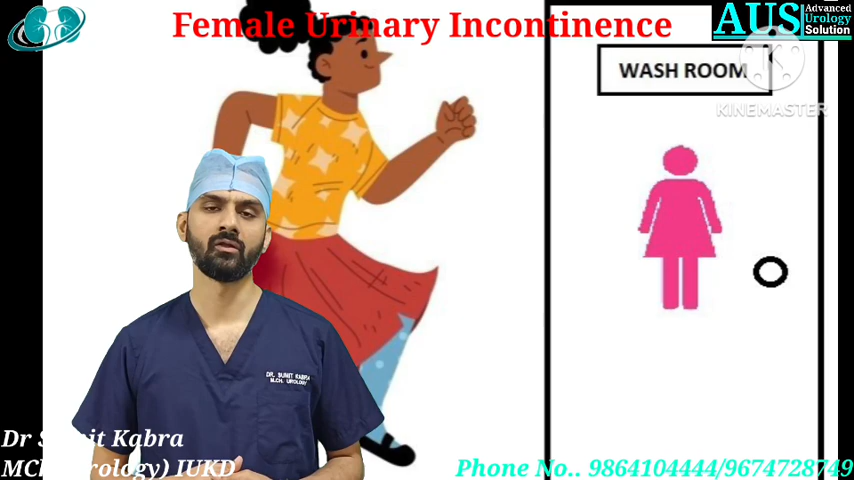 Female Urinary Incontinence
AUS Advanced
Urology
Solution
WASH ROOM
KINEMASTER
DR. SUMIT KABRA
M.CH. UROLOGY
Dr S it Kabra
MCh rology) IUKD
Phone No.. 9864104444/9674728749